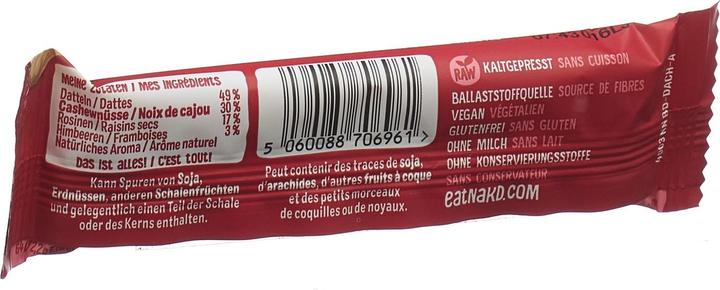 Meine Zutaten / Mes Ingrédients
Datteln / Dattes 49 %
Cashewnüsse / Noix de cajou 30 %
Rosinen / Raisins secs 17 %
Himbeeren / Framboises 3 %
Natürliches Aroma / Arôme naturel
Das ist alles! / C'est tout!
Kann Spuren von Soja,
Erdnüssen, anderen Schalenfrüchten
und gelegentlich einen Teil der Schale
oder des Kerns enthalten.
5 060088 706961 >
Peut contenir des traces de soja,
d'arachides, d'autres fruits à coque
et des petits morceaux
de coquilles ou de noyaux.
RAW KALTGEPRESST SANS CUISSON
BALLASTSTOFFQUELLE SOURCE DE FIBRES
VEGAN VÉGÉTALIEN
GLUTENFREI SANS GLUTEN
OHNE MILCH SANS LAIT
OHNE KONSERVIERUNGSSTOFFE
SANS CONSERVATEUR
eatNakd.com